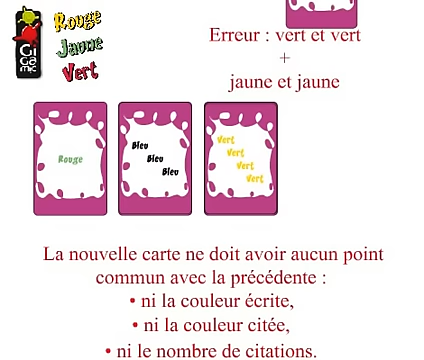 GiGamic
Rouge
Jaune
Vert
Erreur : vert et vert
+
jaune et jaune
Rouge
Bleu
Bleu
Bleu
Vert
Vert
Vert
Vert
La nouvelle carte ne doit avoir aucun point
commun avec la précédente :
• ni la couleur écrite,
• ni la couleur citée,
• ni le nombre de citations.